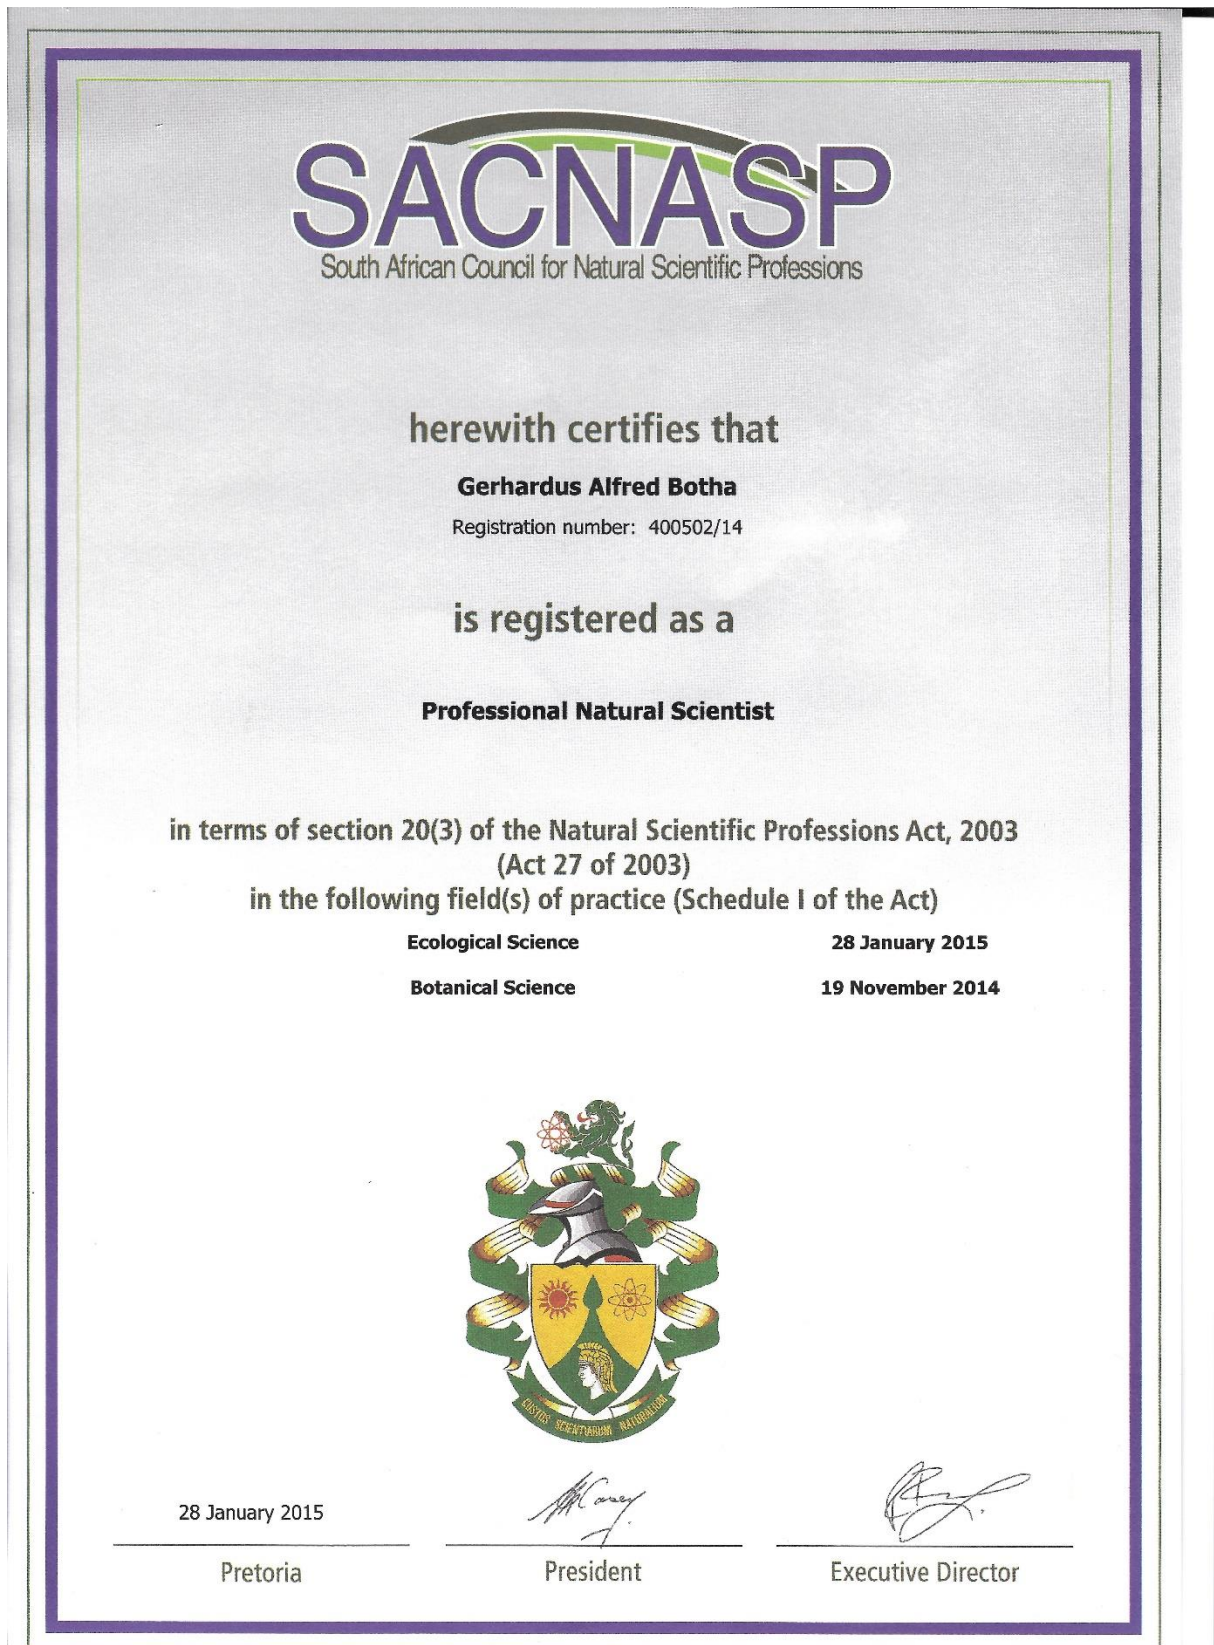 SACNASP
South African Council for Natural Scientific Professions
herewith certifies that
Gerhardus Alfred Botha
Registration number: 400502/14
is registered as a
Professional Natural Scientist
in terms of section 20(3) of the Natural Scientific Professions Act, 2003
(Act 27 of 2003)
in the following field(s) of practice (Schedule I of the Act)
Ecological Science 28 January 2015
Botanical Science 19 November 2014
CUSTOS SCIENTIARUM NATURALIUM
28 January 2015
Pretoria President Executive Director